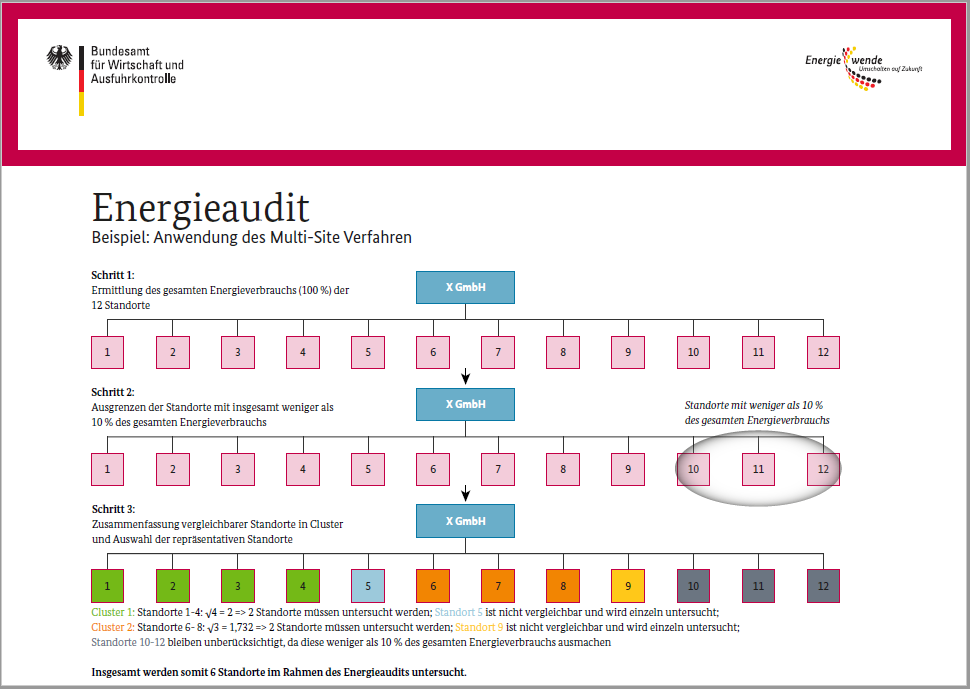 Bundesamt
für Wirtschaft und
Ausfuhrkontrolle
Energie wende
Umschalten auf Zukunft
Energieaudit
Beispiel: Anwendung des Multi-Site Verfahren
Schritt 1:
Ermittlung des gesamten Energieverbrauchs (100 %) der
12 Standorte
X GmbH
1 2 3 4 5 6 7 8 9 10 11 12
Schritt 2:
Ausgrenzen der Standorte mit insgesamt weniger als
10 % des gesamten Energieverbrauchs
X GmbH
Standorte mit weniger als 10 %
des gesamten Energieverbrauchs
1 2 3 4 5 6 7 8 9 10 11 12
Schritt 3:
Zusammenfassung vergleichbarer Standorte in Cluster
und Auswahl der repräsentativen Standorte
X GmbH
1 2 3 4 5 6 7 8 9 10 11 12
Cluster 1: Standorte 1-4: √4 = 2 => 2 Standorte müssen untersucht werden; Standort 5 ist nicht vergleichbar und wird einzeln untersucht;
Cluster 2: Standorte 6- 8: √3 = 1,732 => 2 Standorte müssen untersucht werden; Standort 9 ist nicht vergleichbar und wird einzeln untersucht;
Standorte 10-12 bleiben unberücksichtigt, da diese weniger als 10 % des gesamten Energieverbrauchs ausmachen
Insgesamt werden somit 6 Standorte im Rahmen des Energieaudits untersucht.